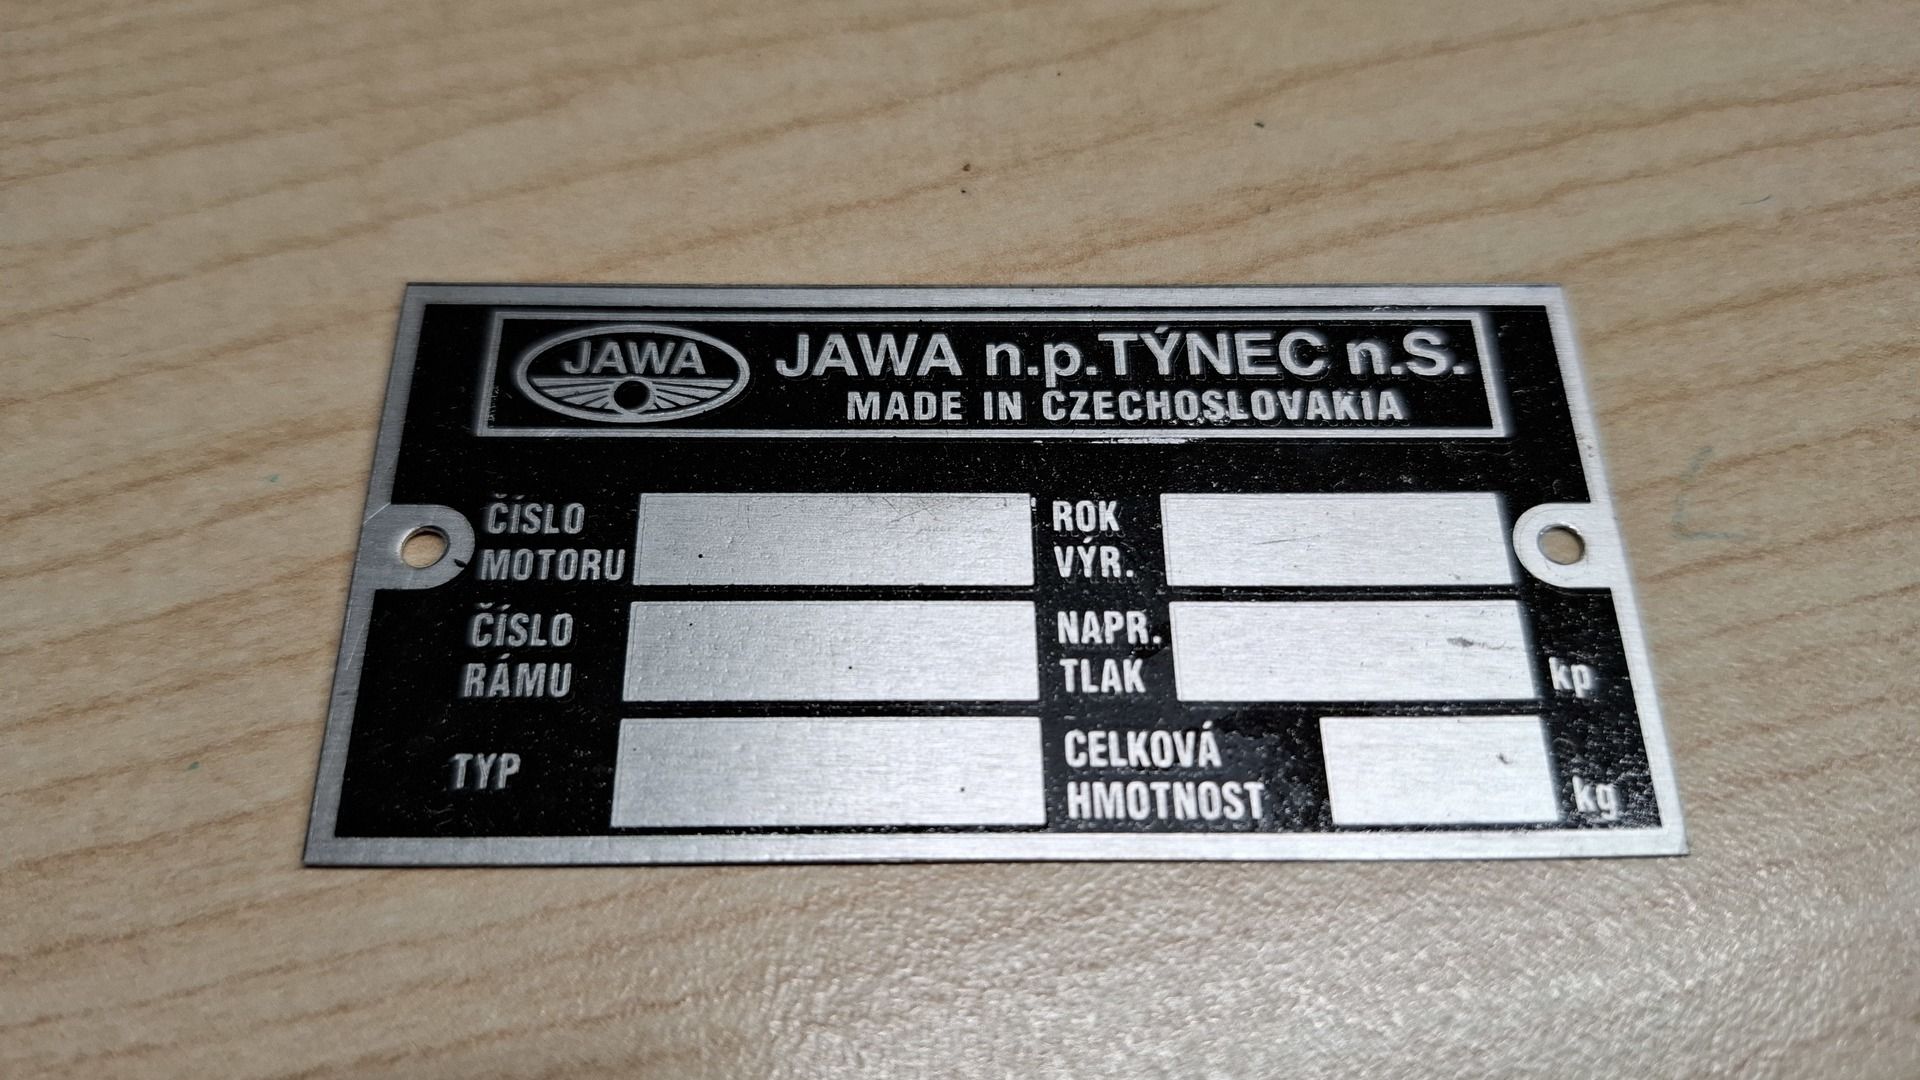 JAWA
JAWA n.p. TÝNEC n.S.
MADE IN CZECHOSLOVAKIA
ČÍSLO
MOTORU
ROK
VÝR.
ČÍSLO
RÁMU
NAPR.
TLAK
kp
TYP
CELKOVÁ
HMOTNOST
kg